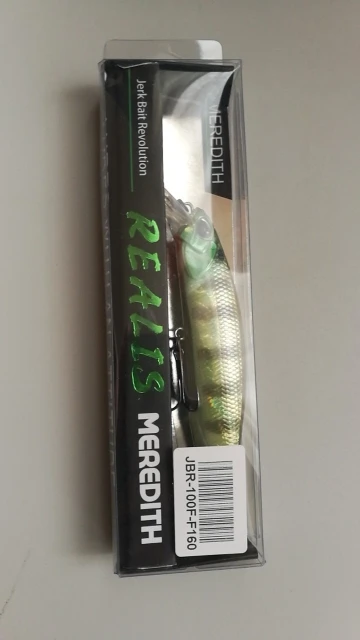 Jerk Bait Revolution
REALIS
MEREDITH
MEREDITH
JBR-100F-F160